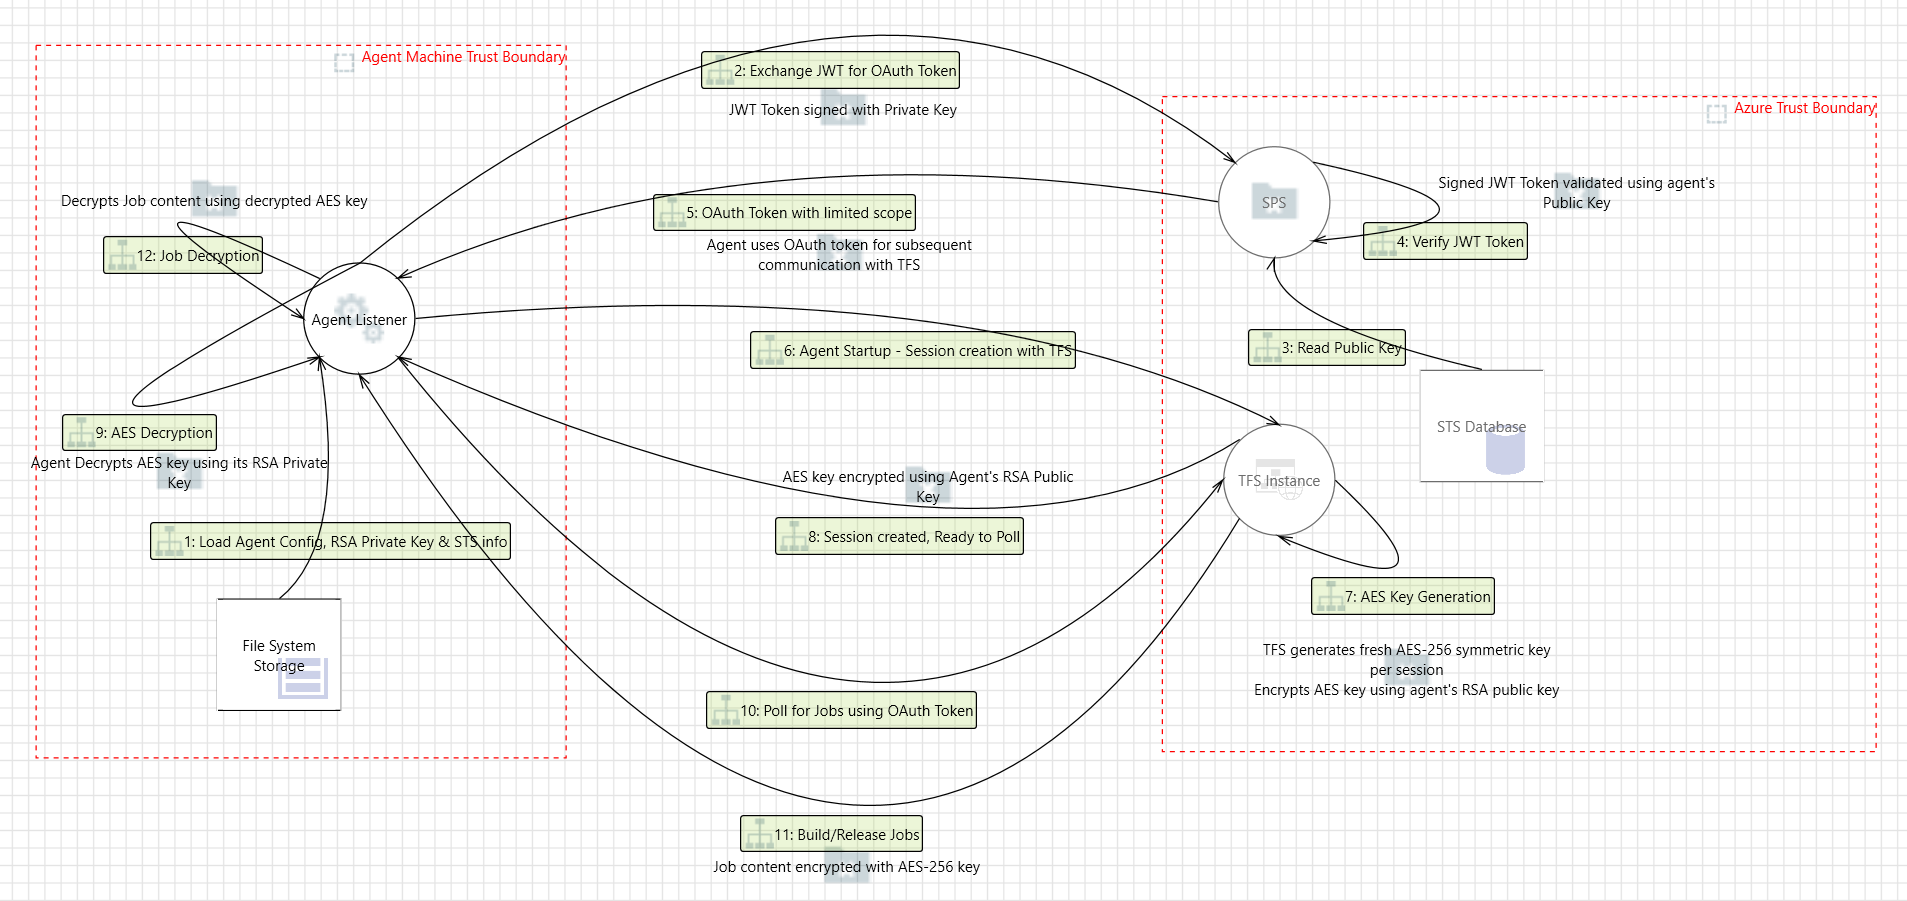 Agent Machine Trust Boundary
2: Exchange JWT for OAuth Token
JWT Token signed with Private Key
Azure Trust Boundary
Decrypts Job content using decrypted AES key
12: Job Decryption
5: OAuth Token with limited scope
Agent uses OAuth token for subsequent
communication with TFS
SPS
Signed JWT Token validated using agent's
Public Key
4: Verify JWT Token
Agent Listener
6: Agent Startup - Session creation with TFS
3: Read Public Key
9: AES Decryption
Agent Decrypts AES key using its RSA Private
Key
AES key encrypted using Agent's RSA Public
Key
8: Session created, Ready to Poll
TFS Instance
STS Database
1: Load Agent Config, RSA Private Key & STS info
7: AES Key Generation
TFS generates fresh AES-256 symmetric key
per session
Encrypts AES key using agent's RSA public key
File System
Storage
10: Poll for Jobs using OAuth Token
11: Build/Release Jobs
Job content encrypted with AES-256 key